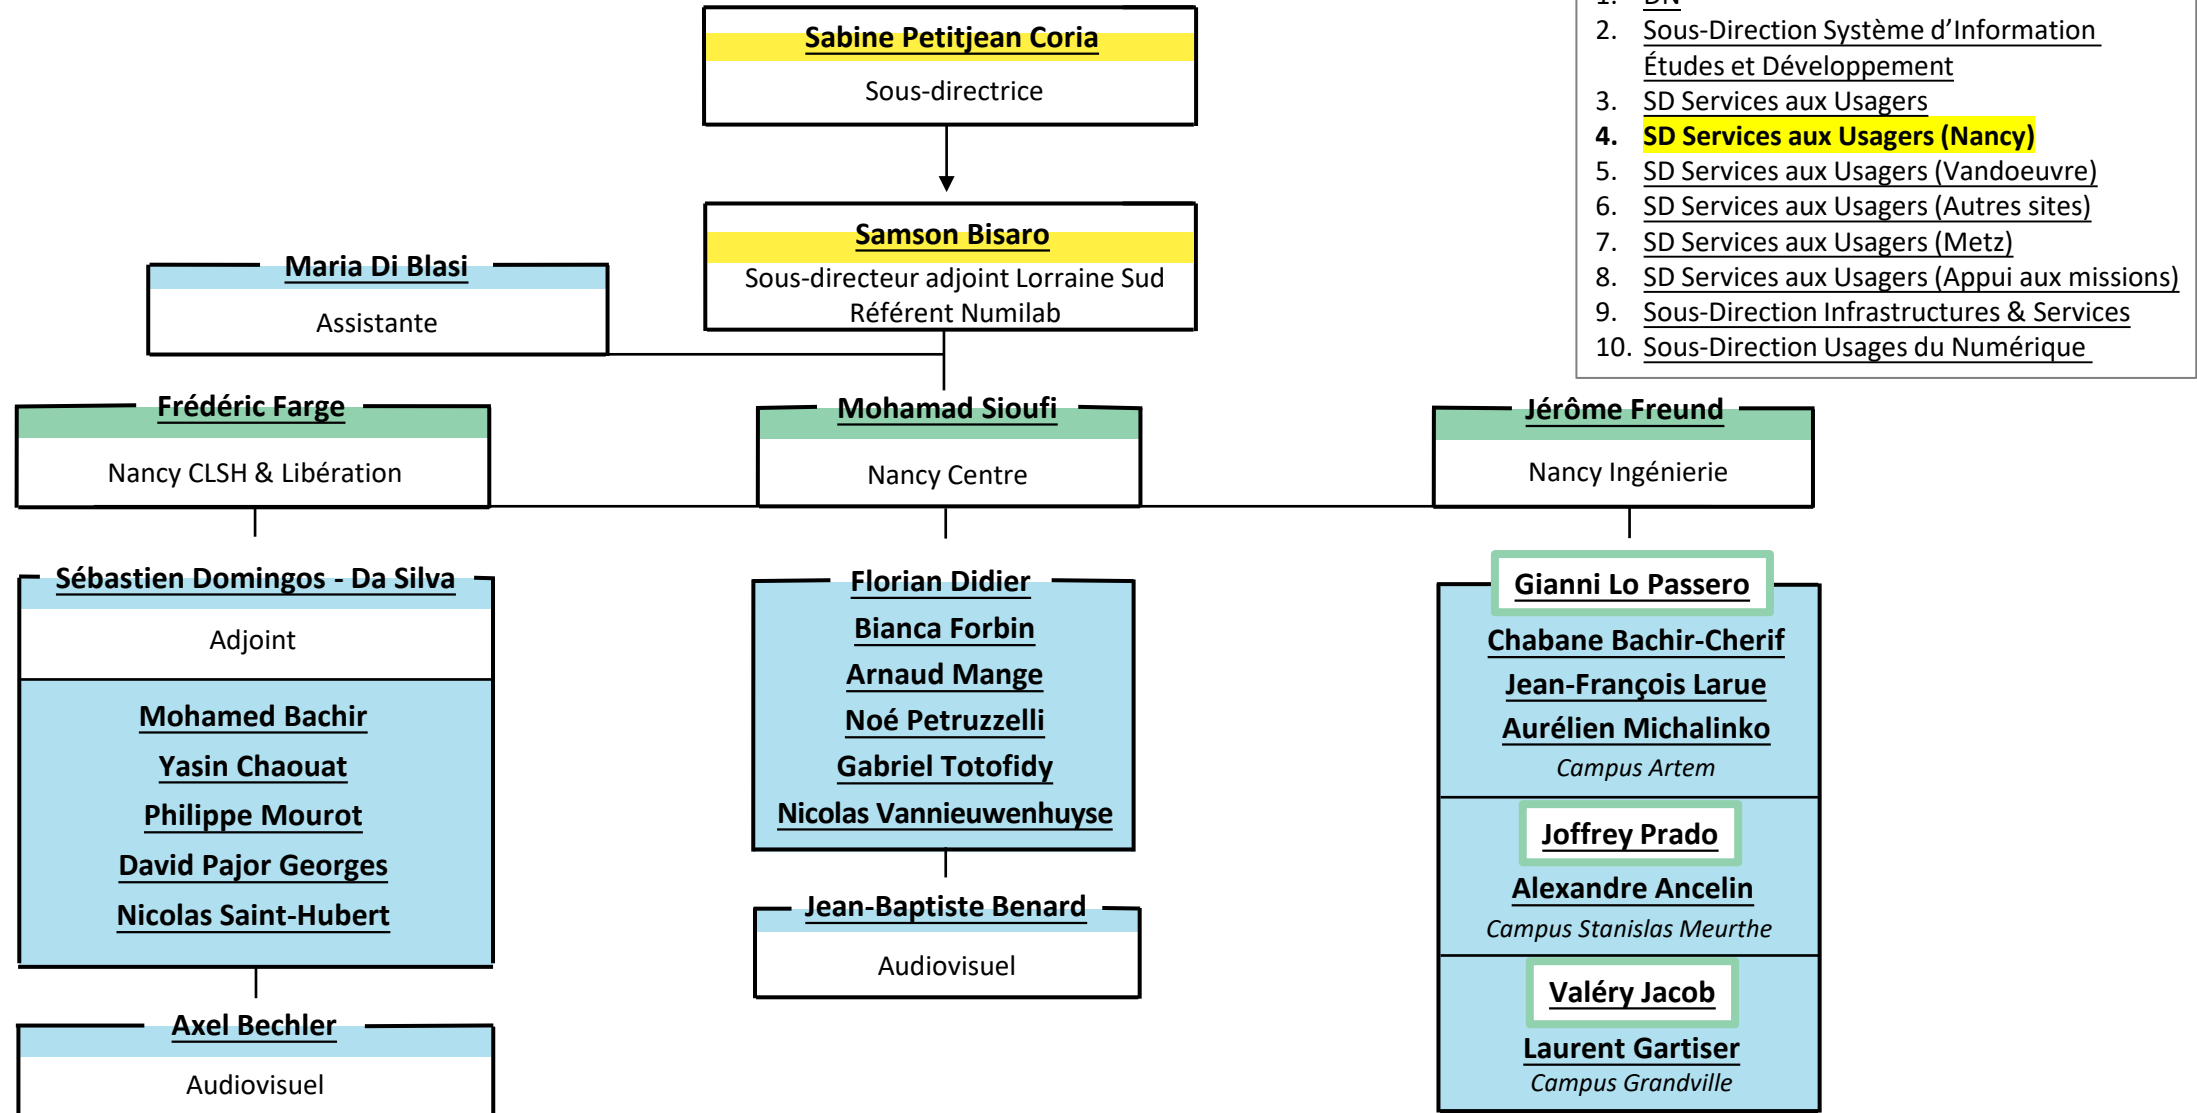 1. DN
2. Sous-Direction Système d’Information
Études et Développement
3. SD Services aux Usagers
4. SD Services aux Usagers (Nancy)
5. SD Services aux Usagers (Vandoeuvre)
6. SD Services aux Usagers (Autres sites)
7. SD Services aux Usagers (Metz)
8. SD Services aux Usagers (Appui aux missions)
9. Sous-Direction Infrastructures & Services
10. Sous-Direction Usages du Numérique
Sabine Petitjean Coria
Sous-directrice
Samson Bisaro
Sous-directeur adjoint Lorraine Sud
Référent Numilab
Maria Di Blasi
Assistante
Frédéric Farge
Nancy CLSH & Libération
Mohamad Sioufi
Nancy Centre
Jérôme Freund
Nancy Ingénierie
Sébastien Domingos - Da Silva
Adjoint
Mohamed Bachir
Yasin Chaouat
Philippe Mourot
David Pajor Georges
Nicolas Saint-Hubert
Axel Bechler
Audiovisuel
Florian Didier
Bianca Forbin
Arnaud Mange
Noé Petruzzelli
Gabriel Totofidy
Nicolas Vannieuwenhuyse
Jean-Baptiste Benard
Audiovisuel
Gianni Lo Passero
Chabane Bachir-Cherif
Jean-François Larue
Aurélien Michalinko
Campus Artem
Joffrey Prado
Alexandre Ancelin
Campus Stanislas Meurthe
Valéry Jacob
Laurent Gartiser
Campus Grandville